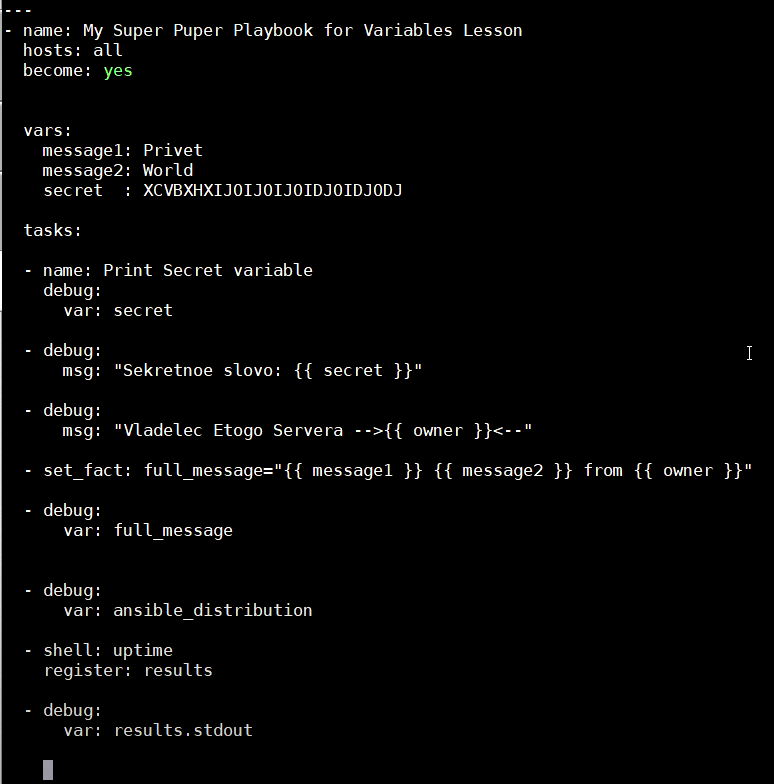 ---
- name: My Super Puper Playbook for Variables Lesson
  hosts: all
  become: yes

  vars:
    message1: Privet
    message2: World
    secret  : XCVBXHXIJOIJOIJOIDJOIDJODJ

  tasks:

  - name: Print Secret variable
    debug:
      var: secret

  - debug:
      msg: "Sekretnoe slovo: {{ secret }}"

  - debug:
      msg: "Vladelec Etogo Servera -->{{ owner }}<--"

  - set_fact: full_message="{{ message1 }} {{ message2 }} from {{ owner }}"

  - debug:
      var: full_message

  - debug:
      var: ansible_distribution

  - shell: uptime
    register: results

  - debug:
      var: results.stdout